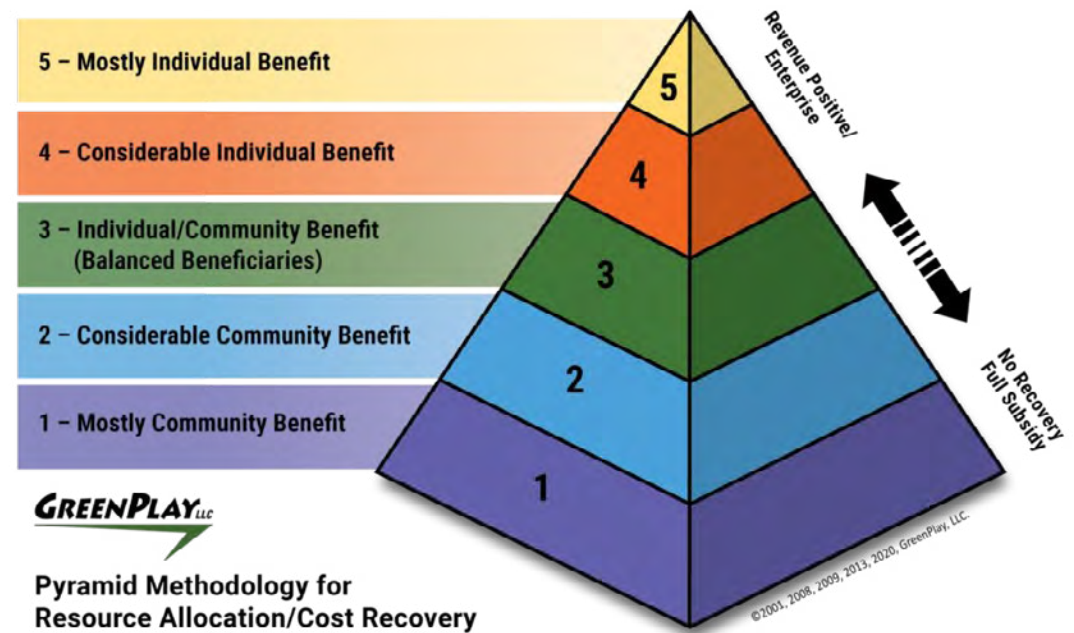 5 – Mostly Individual Benefit
4 – Considerable Individual Benefit
3 – Individual/Community Benefit
(Balanced Beneficiaries)
2 – Considerable Community Benefit
1 – Mostly Community Benefit
5
4
3
2
1
Revenue Positive/
Enterprise
No Recovery
Full Subsidy
GREENPLAY LLC
Pyramid Methodology for
Resource Allocation/Cost Recovery
©2001, 2008, 2009, 2013, 2020, GreenPlay, LLC.